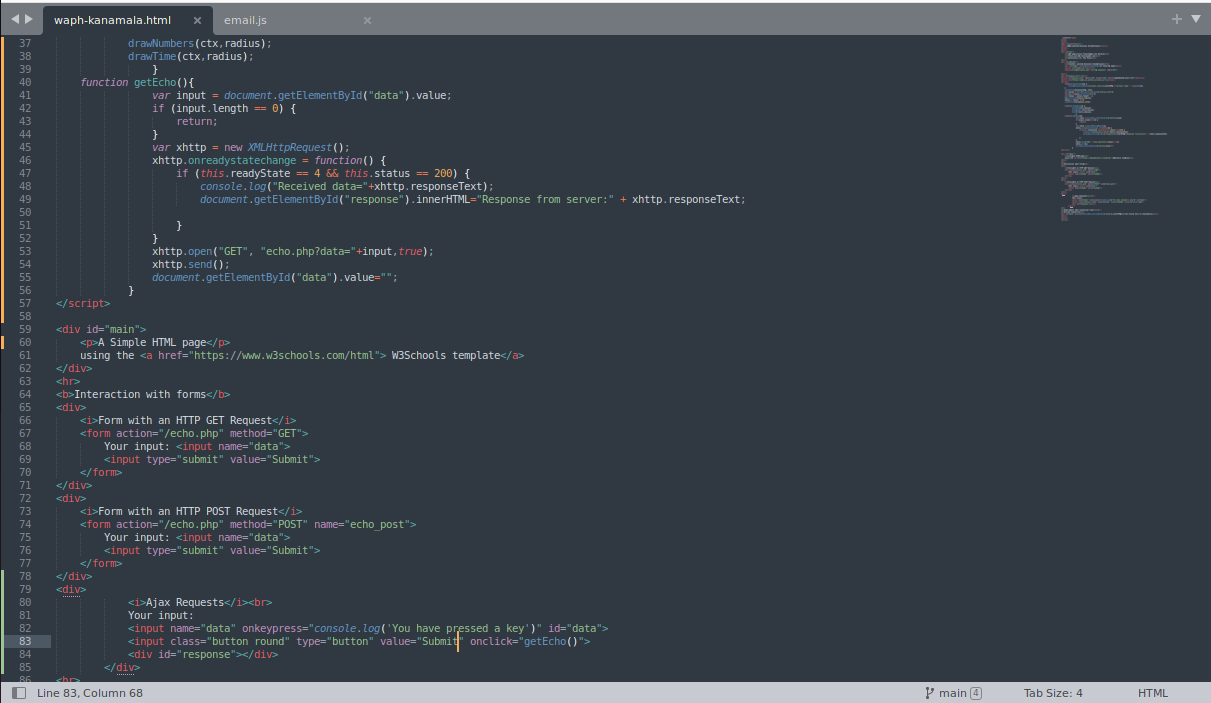 waph-kanamala.html × email.js ×
37 drawNumbers(ctx,radius);
38 drawTime(ctx,radius);
39 }
40 function getEcho(){
41 var input = document.getElementById("data").value;
42 if (input.length == 0) {
43 return;
44 }
45 var xhttp = new XMLHttpRequest();
46 xhttp.onreadystatechange = function() {
47 if (this.readyState == 4 && this.status == 200) {
48 console.log("Received data="+xhttp.responseText);
49 document.getElementById("response").innerHTML="Response from server:" + xhttp.responseText;
50
51 }
52 }
53 xhttp.open("GET", "echo.php?data="+input,true);
54 xhttp.send();
55 document.getElementById("data").value="";
56 }
57 </script>
58
59 <div id="main">
60 <p>A Simple HTML page</p>
61 using the <a href="https://www.w3schools.com/html"> W3Schools template</a>
62 </div>
63 <hr>
64 <b>Interaction with forms</b>
65 <div>
66 <i>Form with an HTTP GET Request</i>
67 <form action="/echo.php" method="GET">
68 Your input: <input name="data">
69 <input type="submit" value="Submit">
70 </form>
71 </div>
72 <div>
73 <i>Form with an HTTP POST Request</i>
74 <form action="/echo.php" method="POST" name="echo_post">
75 Your input: <input name="data">
76 <input type="submit" value="Submit">
77 </form>
78 </div>
79 <div>
80 <i>Ajax Requests</i><br>
81 Your input:
82 <input name="data" onkeypress="console.log('You have pressed a key')" id="data">
83 <input class="button round" type="button" value="Submit" onclick="getEcho()">
84 <div id="response"></div>
85 </div>
86 <hr>
Line 83, Column 68 main 4 Tab Size: 4 HTML